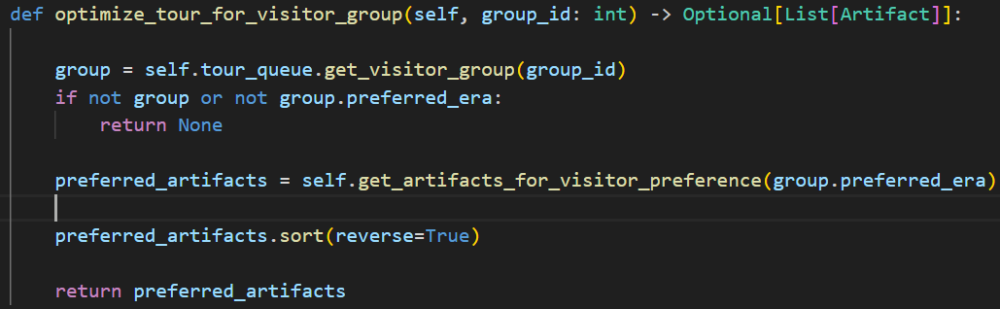 def optimize_tour_for_visitor_group(self, group_id: int) -> Optional[List[Artifact]]:
group = self.tour_queue.get_visitor_group(group_id)
if not group or not group.preferred_era:
return None
preferred_artifacts = self.get_artifacts_for_visitor_preference(group.preferred_era)
preferred_artifacts.sort(reverse=True)
return preferred_artifacts